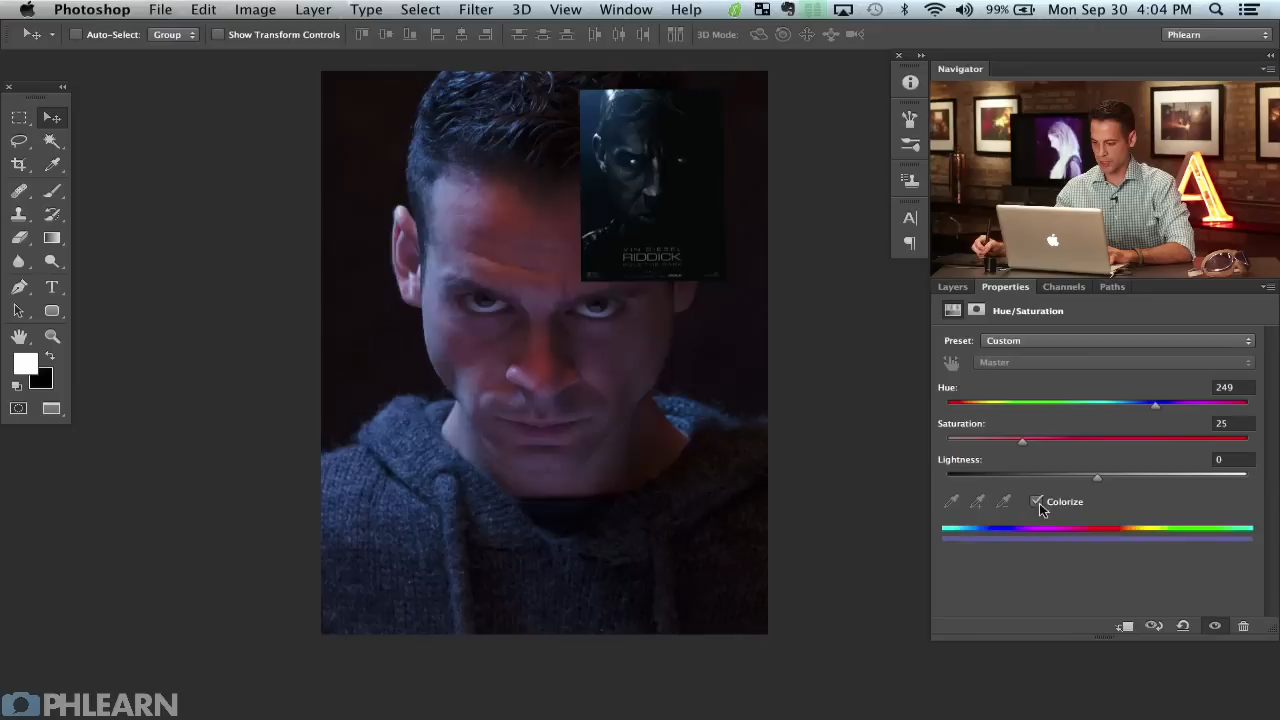 Photoshop File Edit Image Layer Type Select Filter 3D View Window Help 99% Mon Sep 30 4:04 PM
Auto-Select: Group Show Transform Controls 3D Mode: Phlearn
Navigator
VIN DIESEL
RIDDICK
Layers Properties Channels Paths
Hue/Saturation
Preset: Custom
Master
Hue: 249
Saturation: 25
Lightness: 0
Colorize
PHLEARN